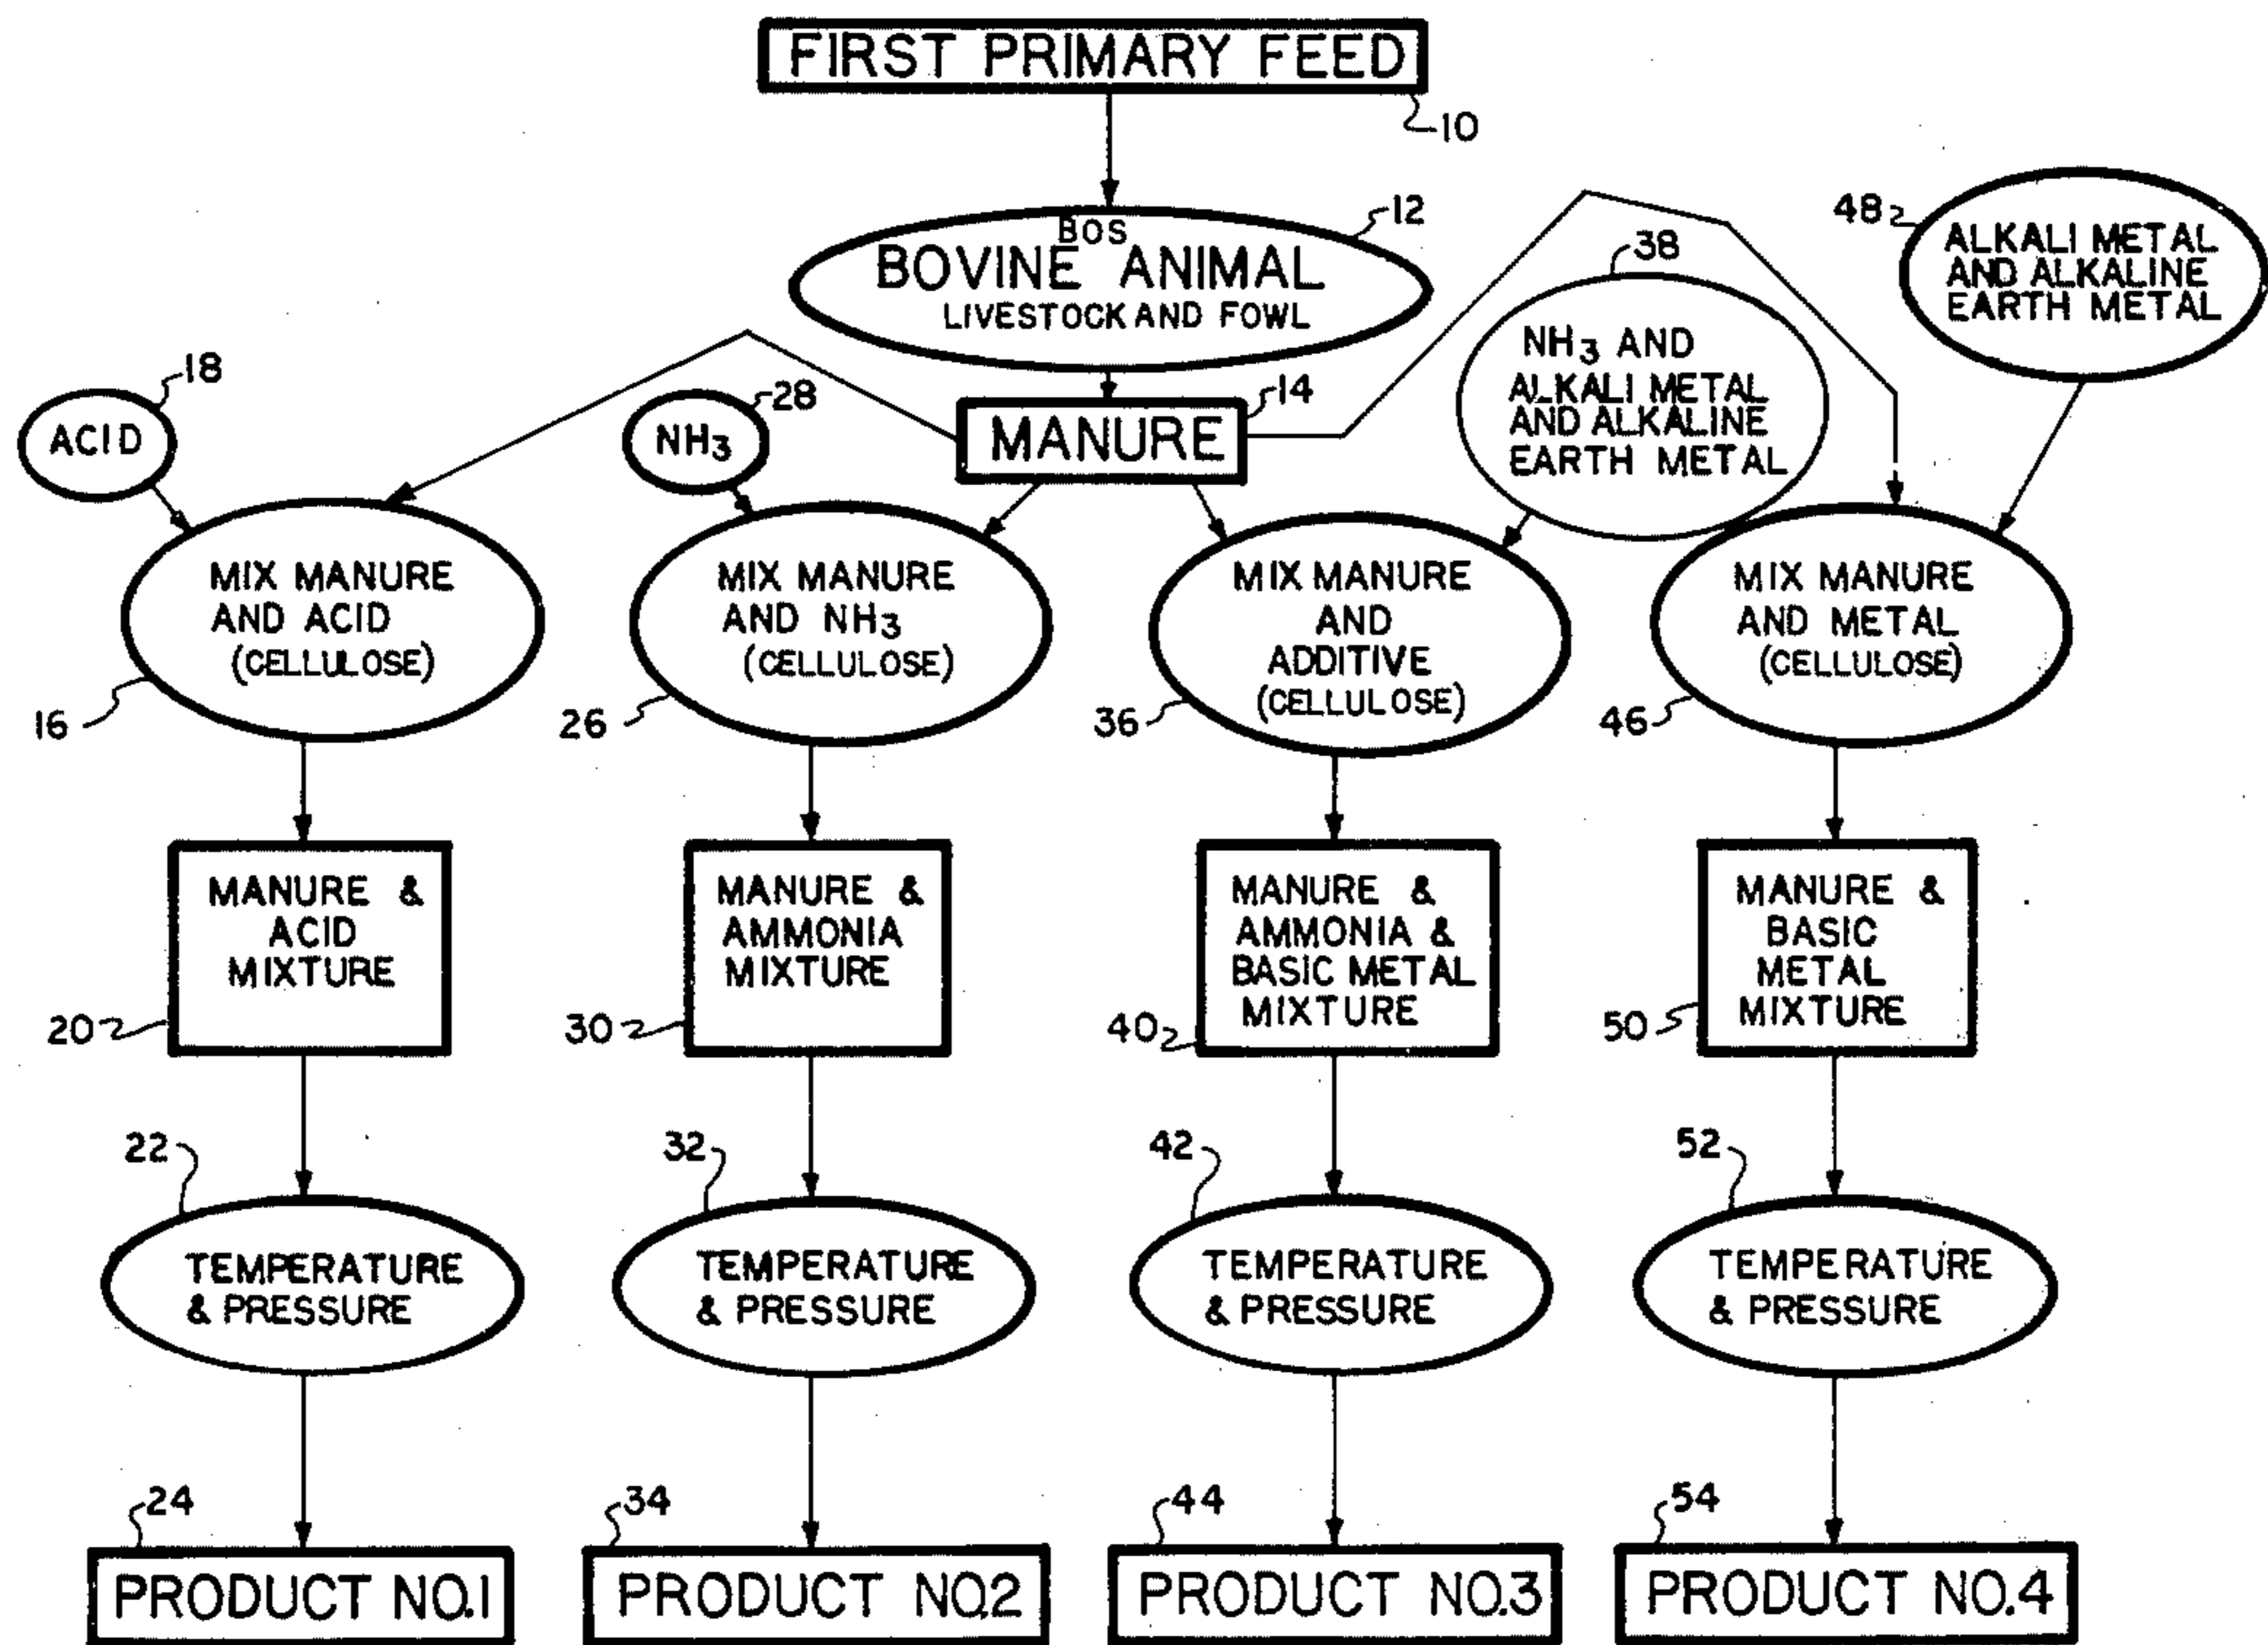 FIRST PRIMARY FEED
10
BOS
BOVINE ANIMAL
LIVESTOCK AND FOWL
12
38
48
ALKALI METAL
AND ALKALINE
EARTH METAL
NH3 AND
ALKALI METAL
AND ALKALINE
EARTH METAL
18
ACID
28
NH3
14
MANURE
MIX MANURE
AND ACID
(CELLULOSE)
16
MIX MANURE
AND NH3
(CELLULOSE)
26
MIX MANURE
AND
ADDITIVE
(CELLULOSE)
36
MIX MANURE
AND METAL
(CELLULOSE)
46
MANURE &
ACID
MIXTURE
20
MANURE &
AMMONIA
MIXTURE
30
MANURE &
AMMONIA &
BASIC METAL
MIXTURE
40
MANURE &
BASIC
METAL
MIXTURE
50
22
TEMPERATURE
& PRESSURE
32
TEMPERATURE
& PRESSURE
42
TEMPERATURE
& PRESSURE
52
TEMPERATURE
& PRESSURE
24
PRODUCT NO.1
34
PRODUCT NO.2
44
PRODUCT NO.3
54
PRODUCT NO.4